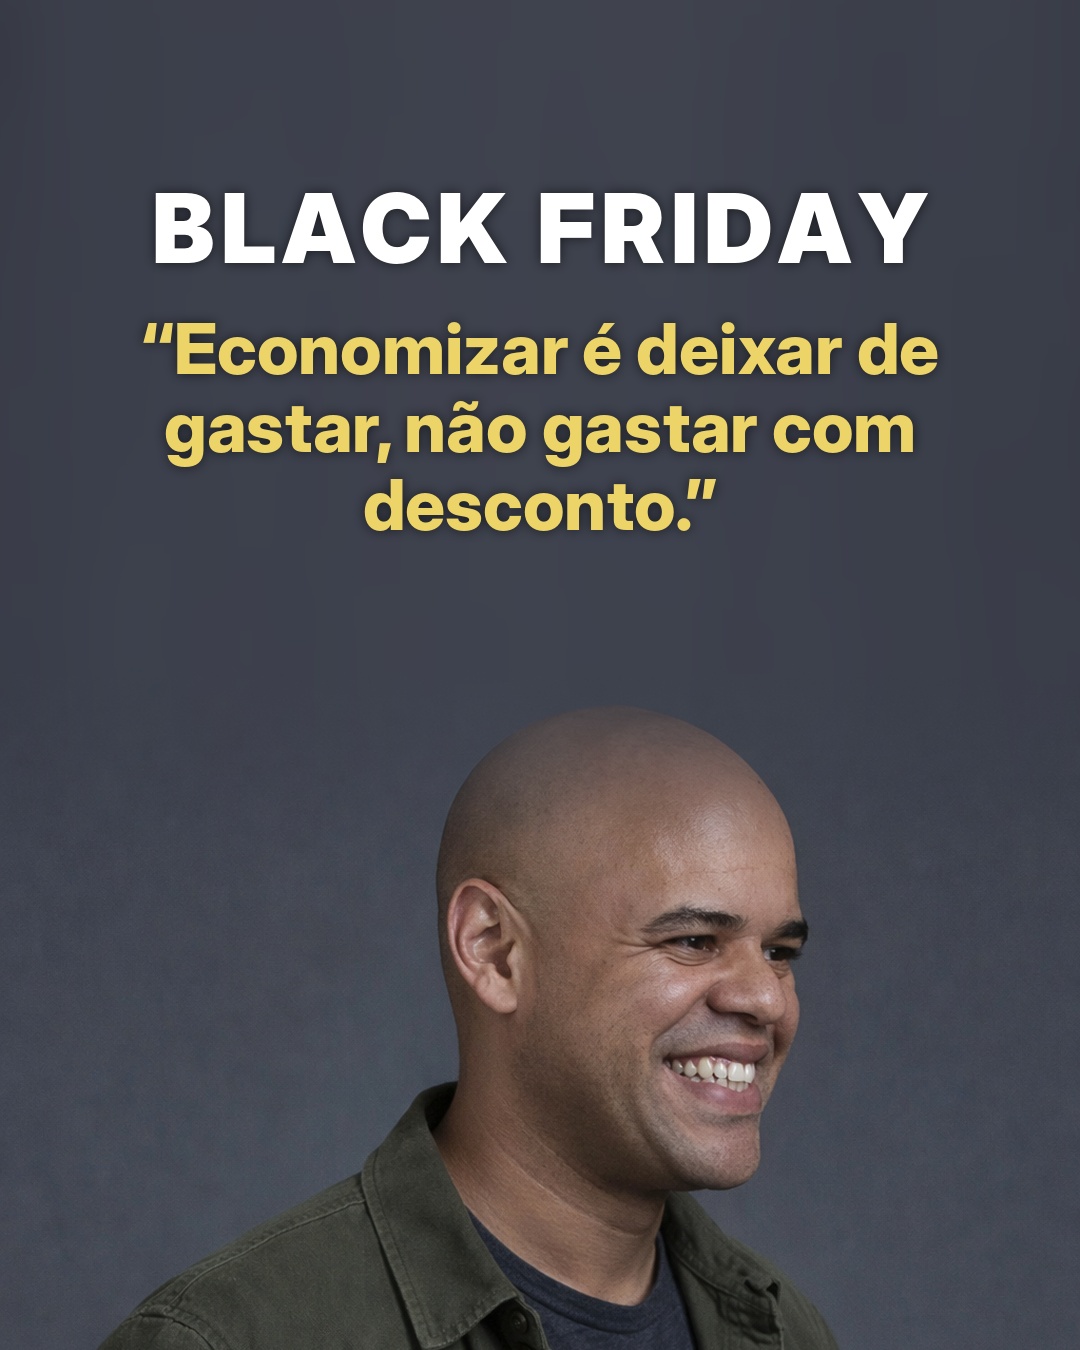 BLACK FRIDAY
“Economizar é deixar de
gastar, não gastar com
desconto.”